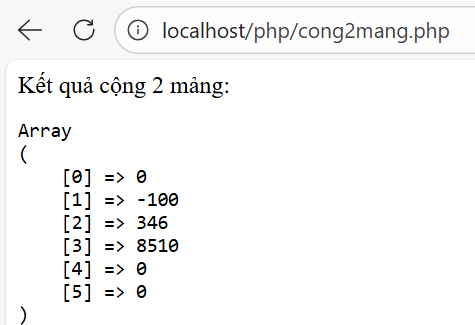 localhost/php/cong2mang.php
Kết quả cộng 2 mảng:
Array
(
[0] => 0
[1] => -100
[2] => 346
[3] => 8510
[4] => 0
[5] => 0
)